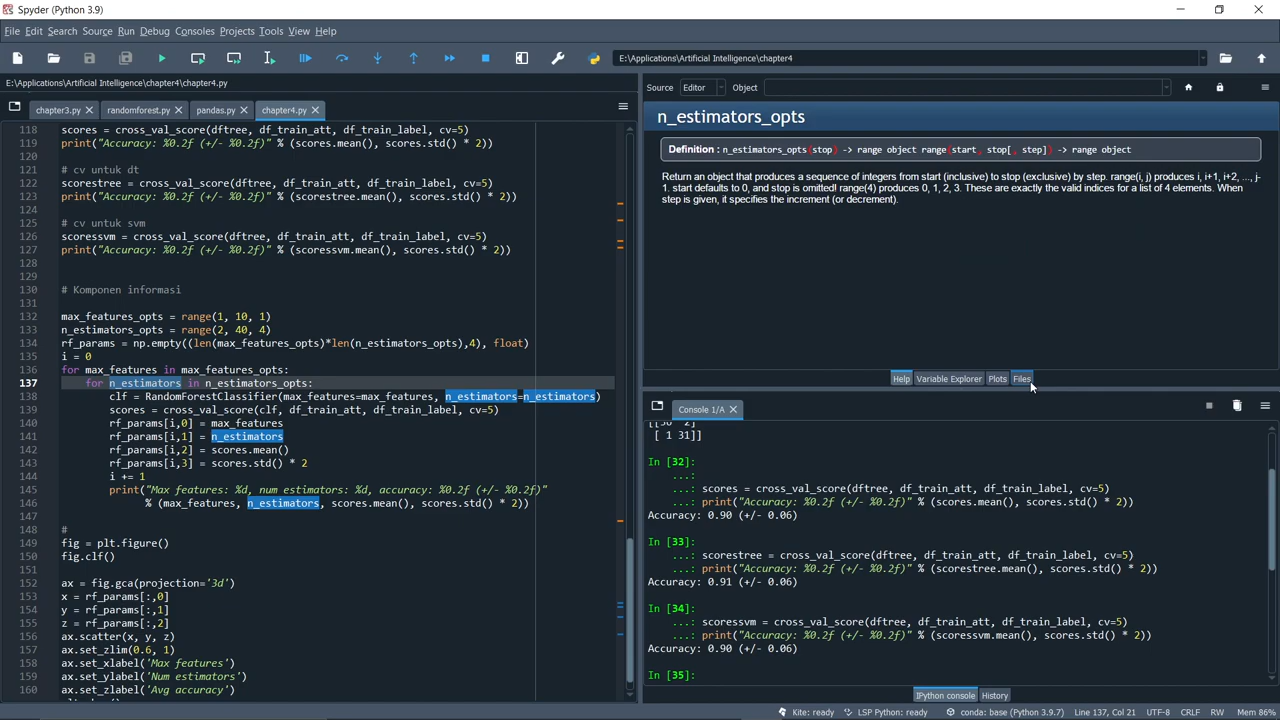 Spyder (Python 3.9)
File Edit Search Source Run Debug Consoles Projects Tools View Help
E:\Applications\Artificial Intelligence\chapter4
E:\Applications\Artificial Intelligence\chapter4\chapter4.py
chapter3.py randomforest.py pandas.py chapter4.py
118 scores = cross_val_score(dftree, df_train_att, df_train_label, cv=5)
119 print("Accuracy: %0.2f (+/- %0.2f)" % (scores.mean(), scores.std() * 2))
120
121 # cv untuk dt
122 scorestree = cross_val_score(dftree, df_train_att, df_train_label, cv=5)
123 print("Accuracy: %0.2f (+/- %0.2f)" % (scorestree.mean(), scores.std() * 2))
124
125 # cv untuk svm
126 scoressvm = cross_val_score(dftree, df_train_att, df_train_label, cv=5)
127 print("Accuracy: %0.2f (+/- %0.2f)" % (scoressvm.mean(), scores.std() * 2))
128
129
130 # Komponen informasi
131
132 max_features_opts = range(1, 10, 1)
133 n_estimators_opts = range(2, 40, 4)
134 rf_params = np.empty((len(max_features_opts)*len(n_estimators_opts),4), float)
135 i = 0
136 for max_features in max_features_opts:
137 for n_estimators in n_estimators_opts:
138 clf = RandomForestClassifier(max_features=max_features, n_estimators=n_estimators)
139 scores = cross_val_score(clf, df_train_att, df_train_label, cv=5)
140 rf_params[i,0] = max_features
141 rf_params[i,1] = n_estimators
142 rf_params[i,2] = scores.mean()
143 rf_params[i,3] = scores.std() * 2
144 i += 1
145 print("Max features: %d, num estimators: %d, accuracy: %0.2f (+/- %0.2f)"
146 % (max_features, n_estimators, scores.mean(), scores.std() * 2))
147
148 #
149 fig = plt.figure()
150 fig.clf()
151
152 ax = fig.gca(projection='3d')
153 x = rf_params[:,0]
154 y = rf_params[:,1]
155 z = rf_params[:,2]
156 ax.scatter(x, y, z)
157 ax.set_zlim(0.6, 1)
158 ax.set_xlabel('Max features')
159 ax.set_ylabel('Num estimators')
160 ax.set_zlabel('Avg accuracy')
Source Editor Object
n_estimators_opts
Definition : n_estimators_opts(stop) -> range object range(start, stop[, step]) -> range object
Return an object that produces a sequence of integers from start (inclusive) to stop (exclusive) by step. range(i, j) produces i, i+1, i+2, ..., j-
1. start defaults to 0, and stop is omitted! range(4) produces 0, 1, 2, 3. These are exactly the valid indices for a list of 4 elements. When
step is given, it specifies the increment (or decrement).
Help Variable Explorer Plots Files
Console 1/A
[ 1 31]]
In [32]:
...:
...: scores = cross_val_score(dftree, df_train_att, df_train_label, cv=5)
...: print("Accuracy: %0.2f (+/- %0.2f)" % (scores.mean(), scores.std() * 2))
Accuracy: 0.90 (+/- 0.06)
In [33]:
...: scorestree = cross_val_score(dftree, df_train_att, df_train_label, cv=5)
...: print("Accuracy: %0.2f (+/- %0.2f)" % (scorestree.mean(), scores.std() * 2))
Accuracy: 0.91 (+/- 0.06)
In [34]:
...: scoressvm = cross_val_score(dftree, df_train_att, df_train_label, cv=5)
...: print("Accuracy: %0.2f (+/- %0.2f)" % (scoressvm.mean(), scores.std() * 2))
Accuracy: 0.90 (+/- 0.06)
In [35]:
IPython console History
Kite: ready LSP Python: ready conda: base (Python 3.9.7) Line 137, Col 21 UTF-8 CRLF RW Mem 86%